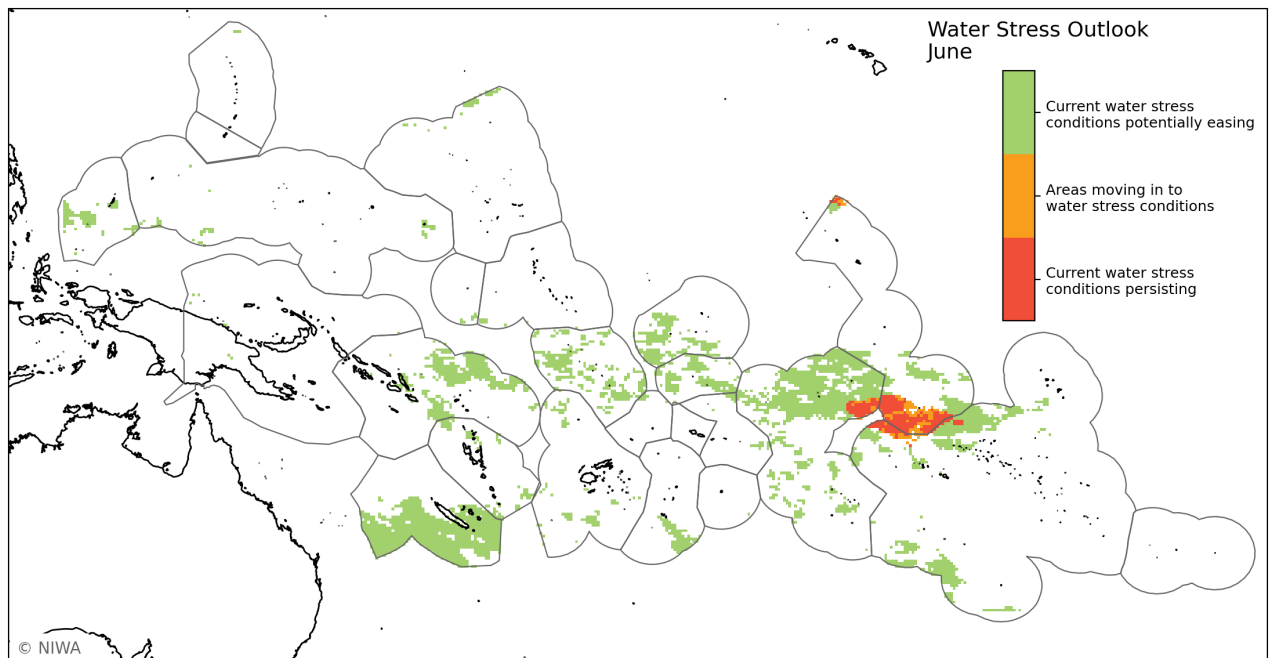 Water Stress Outlook
June
Current water stress
conditions potentially easing
Areas moving in to
water stress conditions
Current water stress
conditions persisting
© NIWA